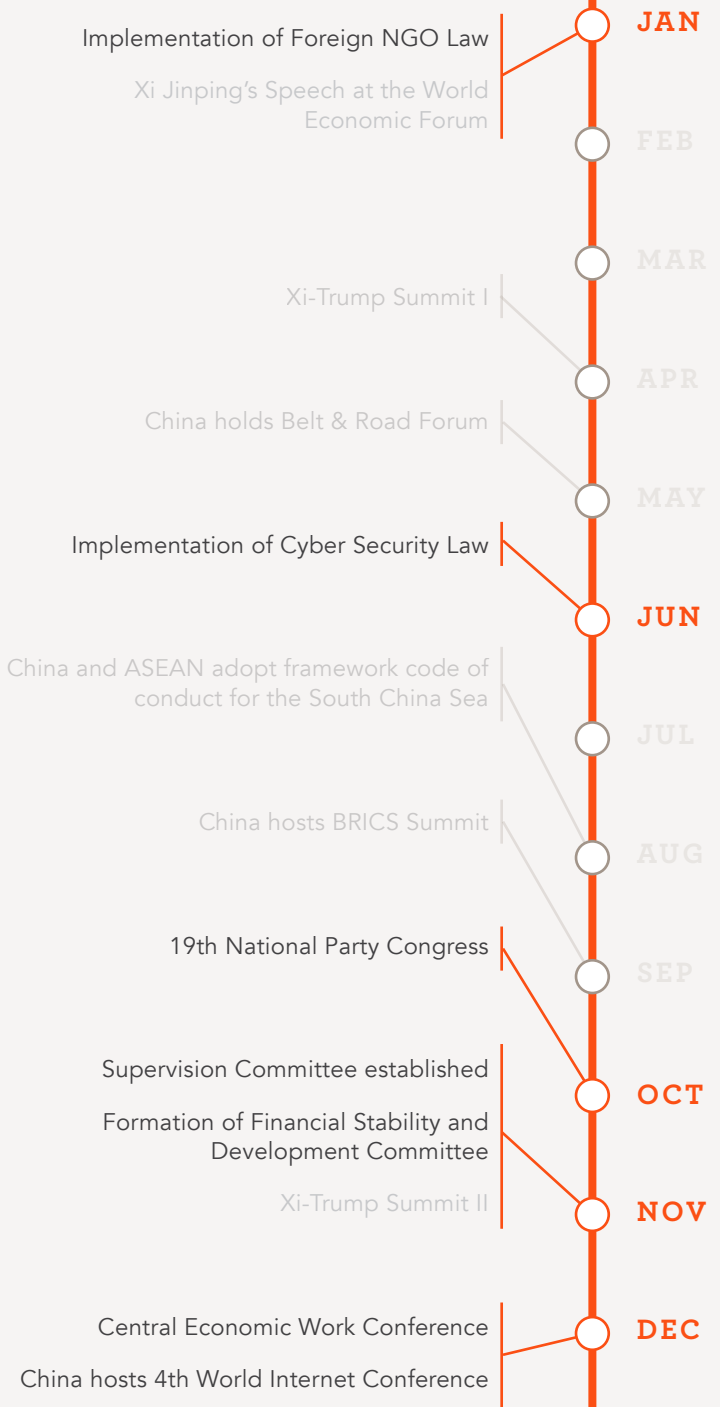 JAN
Implementation of Foreign NGO Law
Xi Jinping's Speech at the World
Economic Forum
FEB
MAR
Xi-Trump Summit I
APR
China holds Belt & Road Forum
MAY
Implementation of Cyber Security Law
JUN
China and ASEAN adopt framework code of
conduct for the South China Sea
JUL
China hosts BRICS Summit
AUG
19th National Party Congress
SEP
Supervision Committee established
OCT
Formation of Financial Stability and
Development Committee
Xi-Trump Summit II
NOV
Central Economic Work Conference
DEC
China hosts 4th World Internet Conference